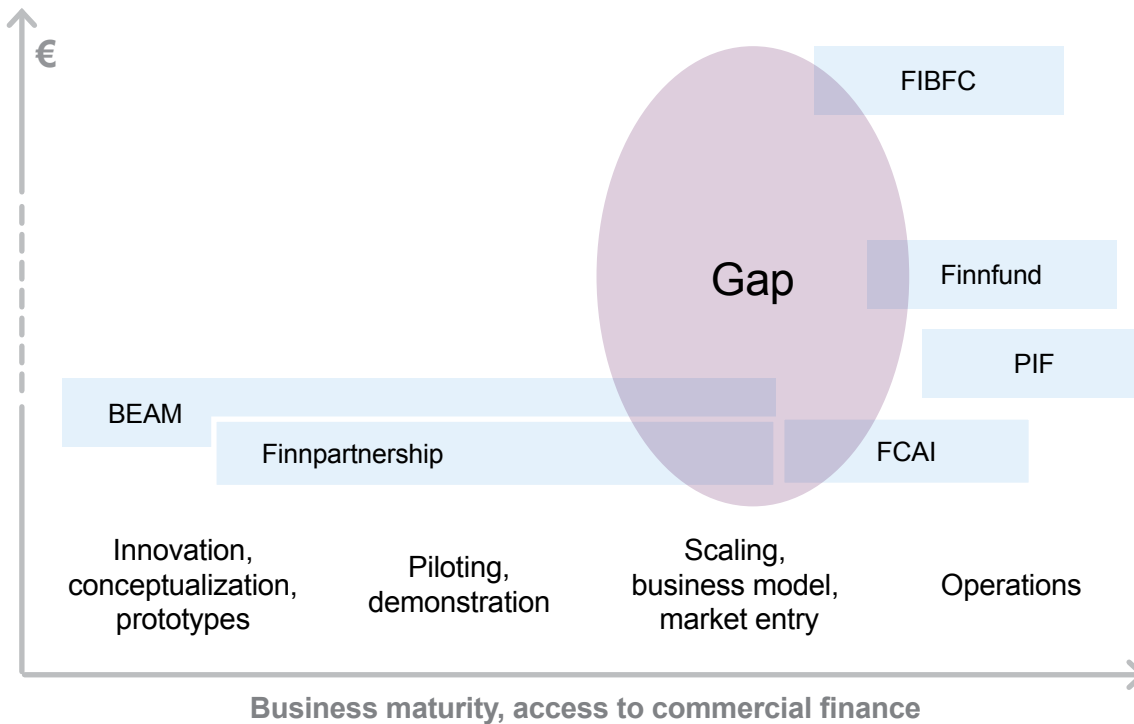 €
FIBFC
Gap
Finnfund
PIF
BEAM
Finnpartnership
FCAI
Innovation,
conceptualization,
prototypes
Piloting,
demonstration
Scaling,
business model,
market entry
Operations
Business maturity, access to commercial finance